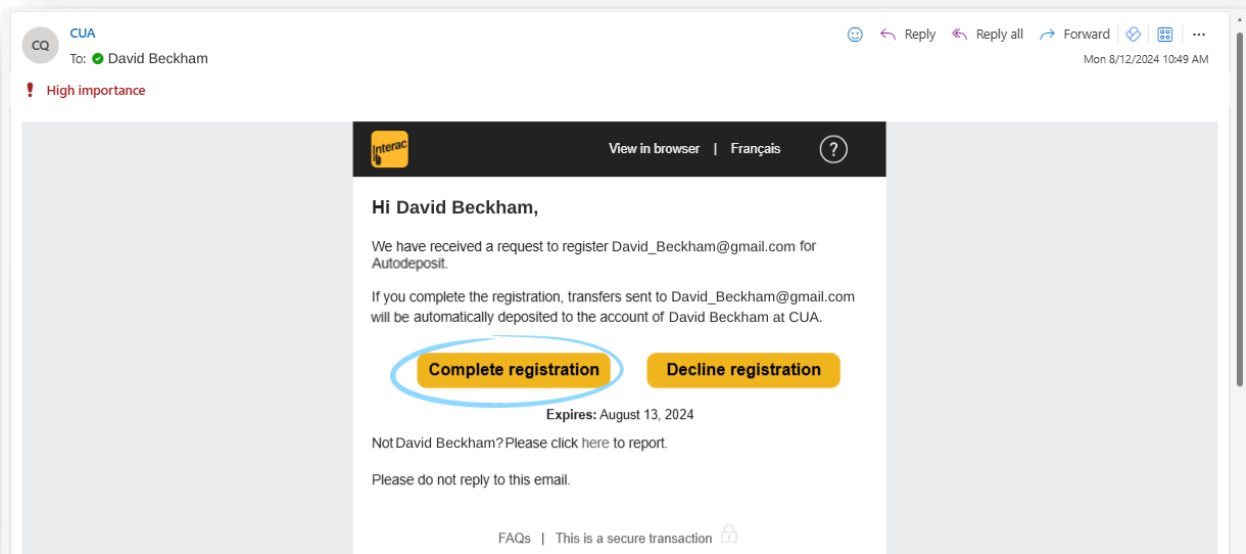 CQ
CUA
To: David Beckham
Reply
Reply all
Forward
Mon 8/12/2024 10:49 AM
High importance
Interac
View in browser | Français
?
Hi David Beckham,
We have received a request to register David_Beckham@gmail.com for
Autodeposit.
If you complete the registration, transfers sent to David_Beckham@gmail.com
will be automatically deposited to the account of David Beckham at CUA.
Complete registration
Decline registration
Expires: August 13, 2024
Not David Beckham? Please click here to report.
Please do not reply to this email.
FAQs | This is a secure transaction